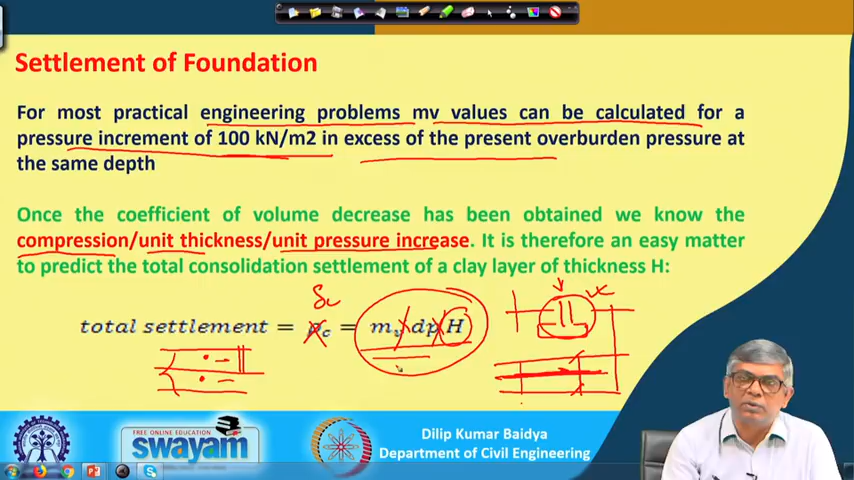 Settlement of Foundation
For most practical engineering problems mv values can be calculated for a
pressure increment of 100 kN/m2 in excess of the present overburden pressure at
the same depth
Once the coefficient of volume decrease has been obtained we know the
compression/unit thickness/unit pressure increase. It is therefore an easy matter
to predict the total consolidation settlement of a clay layer of thickness H:
δc
total settlement = ρc = mv dp H
FREE ONLINE EDUCATION
swayam
Dilip Kumar Baidya
Department of Civil Engineering